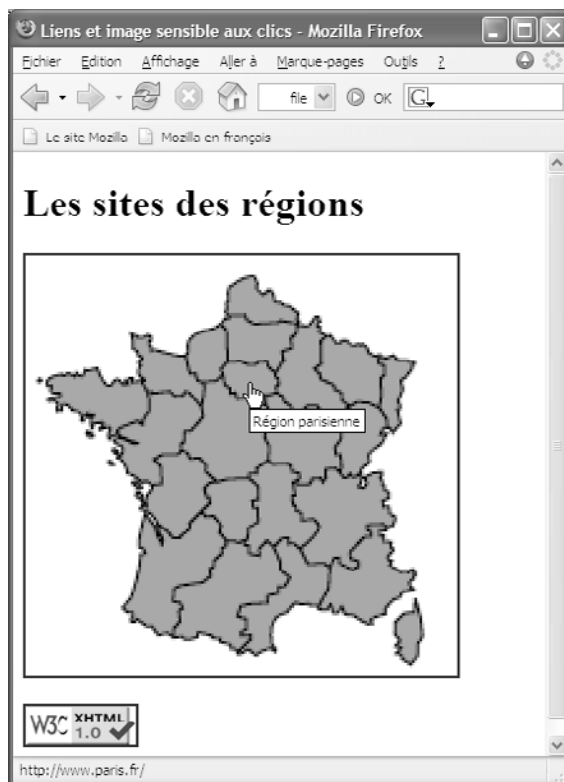 Liens et image sensible aux clics - Mozilla Firefox
Fichier Edition Affichage Aller à Marque-pages Outils ?
file OK G
Le site Mozilla Mozilla en français
Les sites des régions
Région parisienne
W3C XHTML 1.0
http://www.paris.fr/